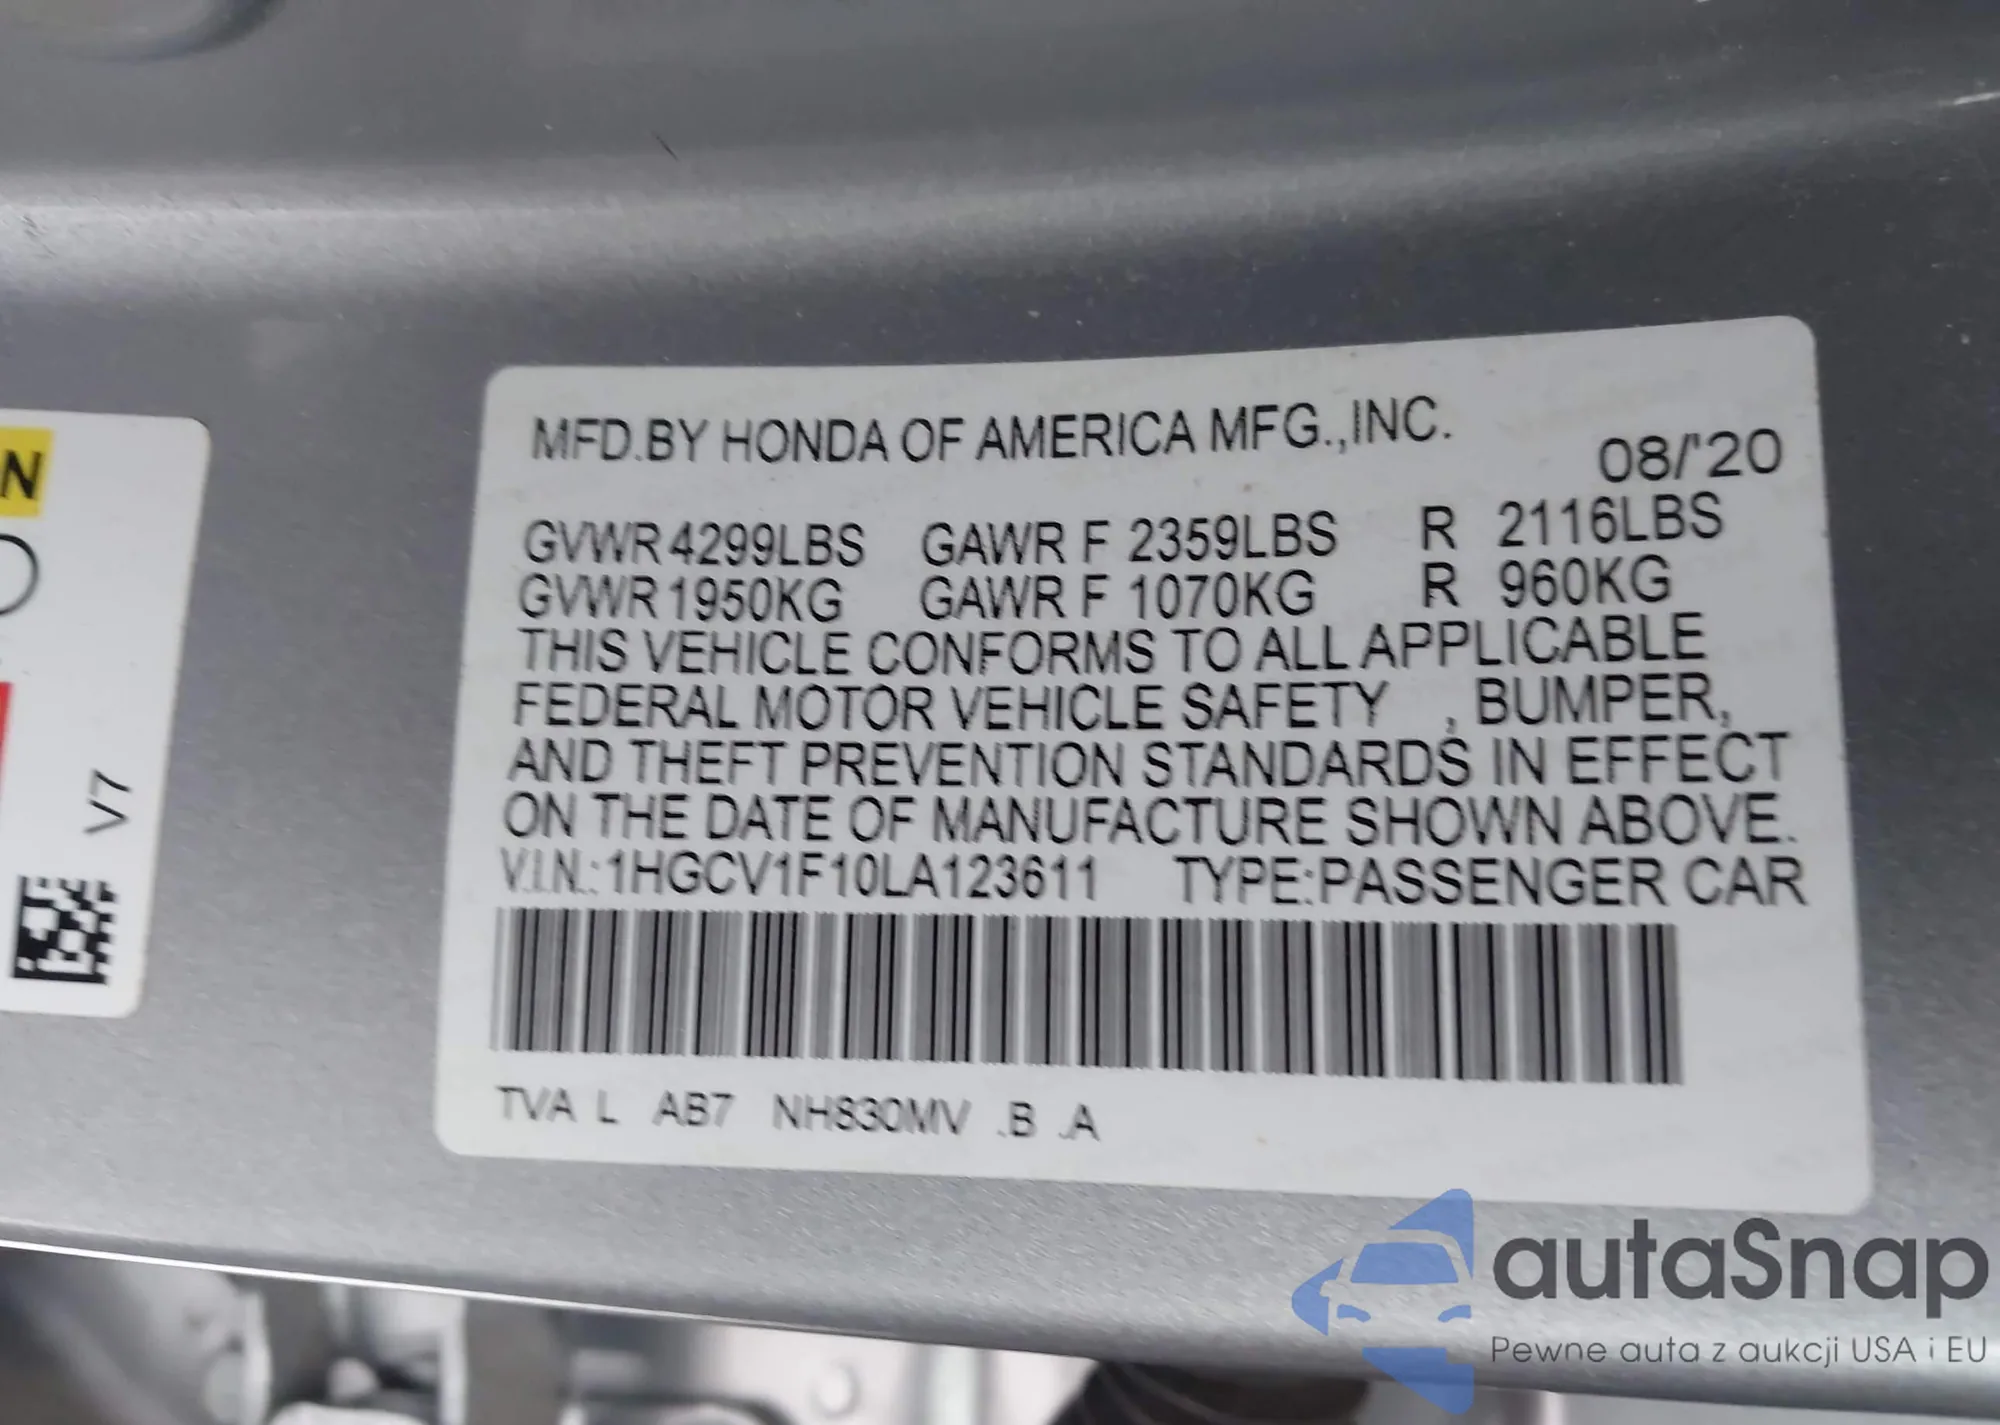 MFD.BY HONDA OF AMERICA MFG.,INC.
08/'20
GVWR 4299LBS GAWR F 2359LBS R 2116LBS
GVWR 1950KG GAWR F 1070KG R 960KG
THIS VEHICLE CONFORMS TO ALL APPLICABLE
FEDERAL MOTOR VEHICLE SAFETY , BUMPER,
AND THEFT PREVENTION STANDARDS IN EFFECT
ON THE DATE OF MANUFACTURE SHOWN ABOVE.
V.I.N.: 1HGCV1F10LA123611 TYPE:PASSENGER CAR
TVA L AB7 NH830MV .B .A
N
V7
autaSnap
Pewne auta z aukcji USA i EU